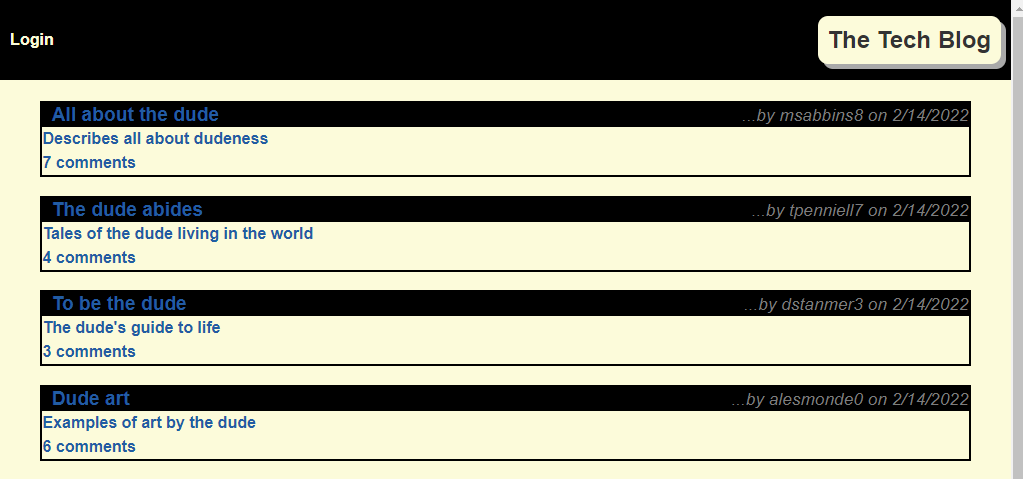 Login
The Tech Blog
All about the dude ...by msabbins8 on 2/14/2022
Describes all about dudeness
7 comments
The dude abides ...by tpenniell7 on 2/14/2022
Tales of the dude living in the world
4 comments
To be the dude ...by dstanmer3 on 2/14/2022
The dude's guide to life
3 comments
Dude art ...by alesmonde0 on 2/14/2022
Examples of art by the dude
6 comments